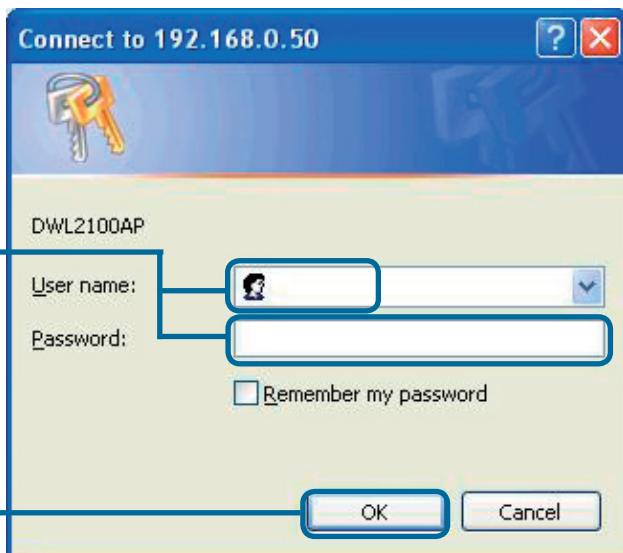 Connect to 192.168.0.50
DWL2100AP
User name:
Password:
Remember my password
OK
Cancel